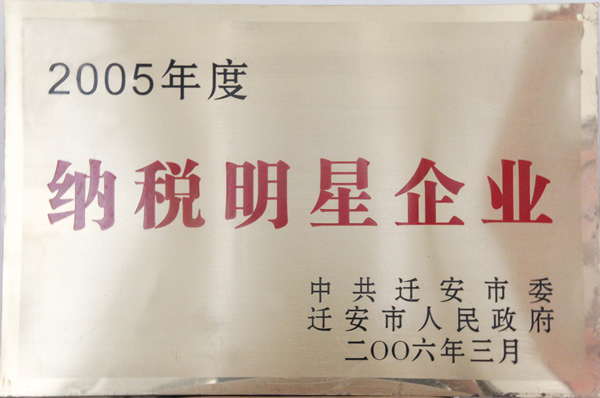 2005年度
纳税明星企业
中共迁安市委
迁安市人民政府
二〇〇六年三月